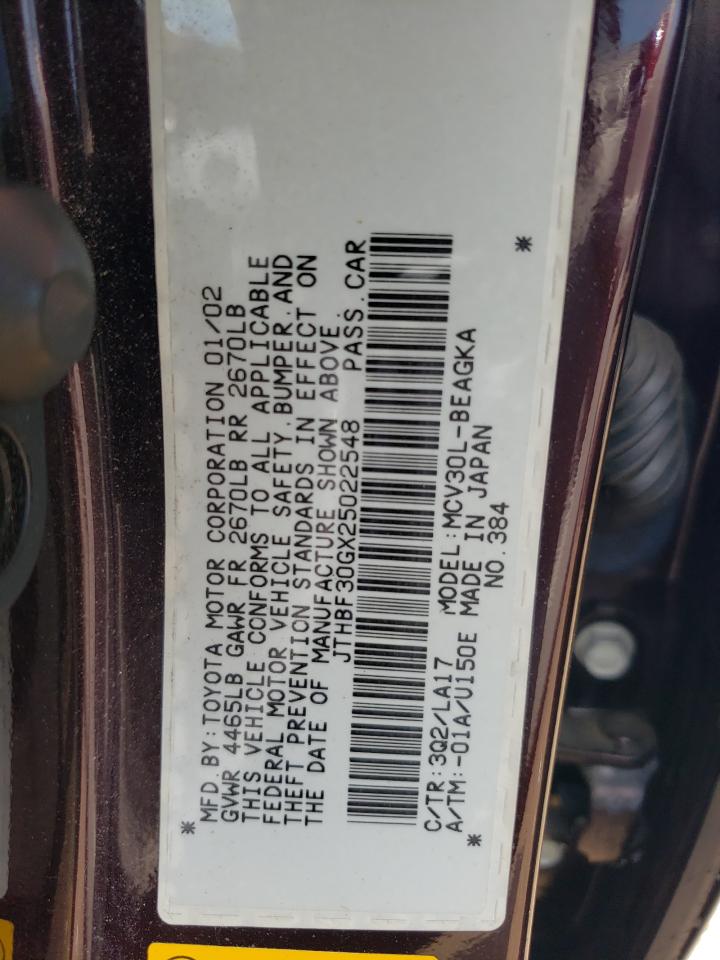 MFD.BY:TOYOTA MOTOR CORPORATION 01/02
GVWR 4465LB GAWR FR 2670LB RR 2670LB
THIS VEHICLE CONFORMS TO ALL APPLICABLE
FEDERAL MOTOR VEHICLE SAFETY,BUMPER,AND
THEFT PREVENTION STANDARDS IN EFFECT ON
THE DATE OF MANUFACTURE SHOWN ABOVE.
JTHBF30GX25022548 PASS.CAR
C/TR:3Q2/LA17 MODEL:MCV30L-BEAGKA
A/TM:-01A/U150E MADE IN JAPAN
NO.384